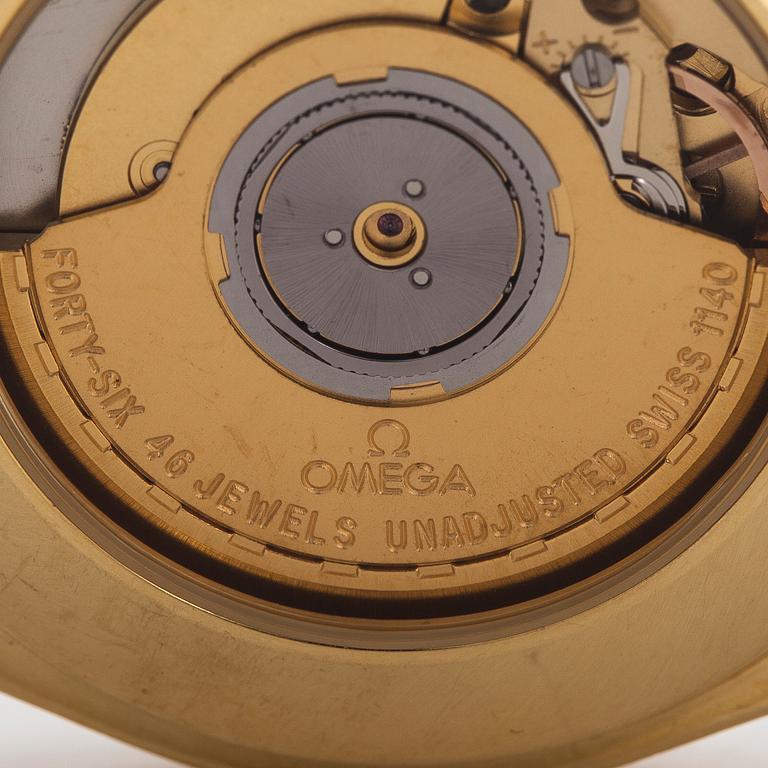 Ω
OMEGA
FORTY-SIX 46 JEWELS UNADJUSTED SWISS 1140
+ -